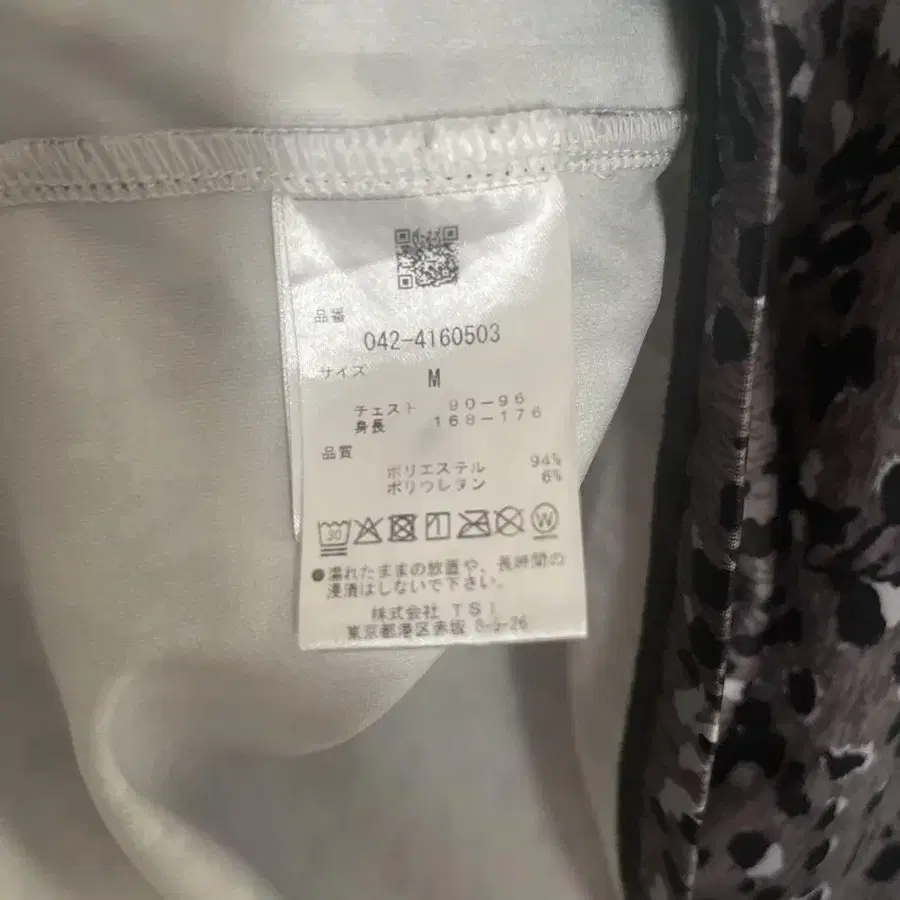 品番
042-4160503
サイズ
M
チェスト 90-96
身長 168-176
品質
ポリエステル 94%
ポリウレタン 6%
30
W
●濡れたままの放置や、長時間の
浸漬はしないで下さい。
株式会社 TSI
東京都港区赤坂 8-5-26